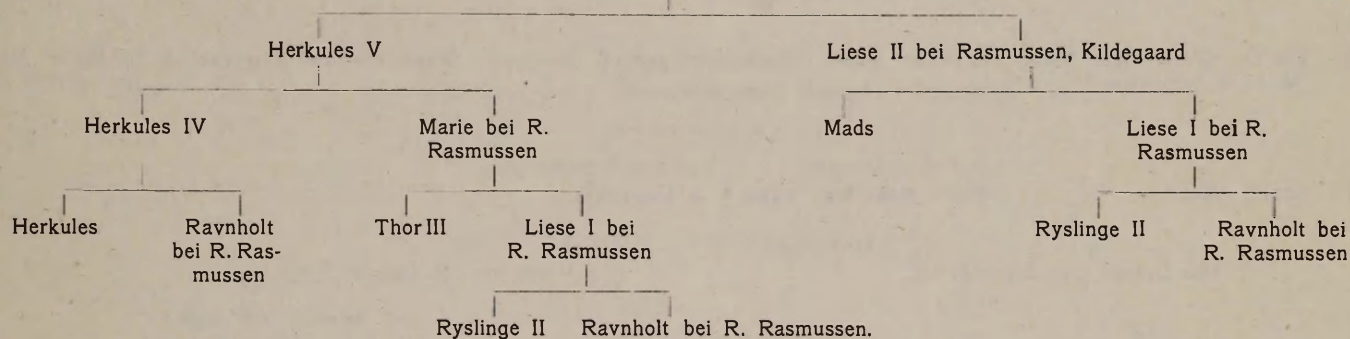 Herkules V
Liese II bei Rasmussen, Kildegaard
Herkules IV
Marie bei R.
Rasmussen
Mads
Liese I bei R.
Rasmussen
Herkules
Ravnholt
bei R. Ras-
mussen
Thor III
Liese I bei
R. Rasmussen
Ryslinge II
Ravnholt bei
R. Rasmussen
Ryslinge II
Ravnholt bei R. Rasmussen.